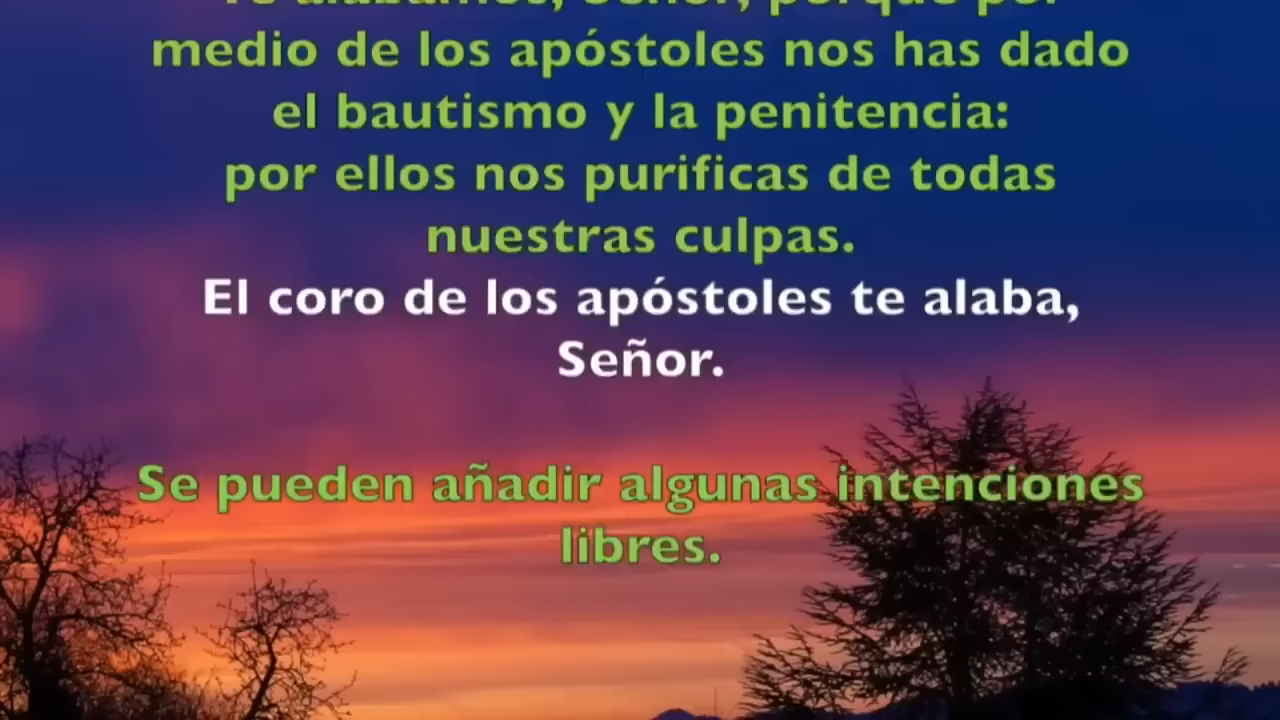 Te alabamos, Señor, porque por
medio de los apóstoles nos has dado
el bautismo y la penitencia:
por ellos nos purificas de todas
nuestras culpas.
El coro de los apóstoles te alaba,
Señor.
Se pueden añadir algunas intenciones
libres.